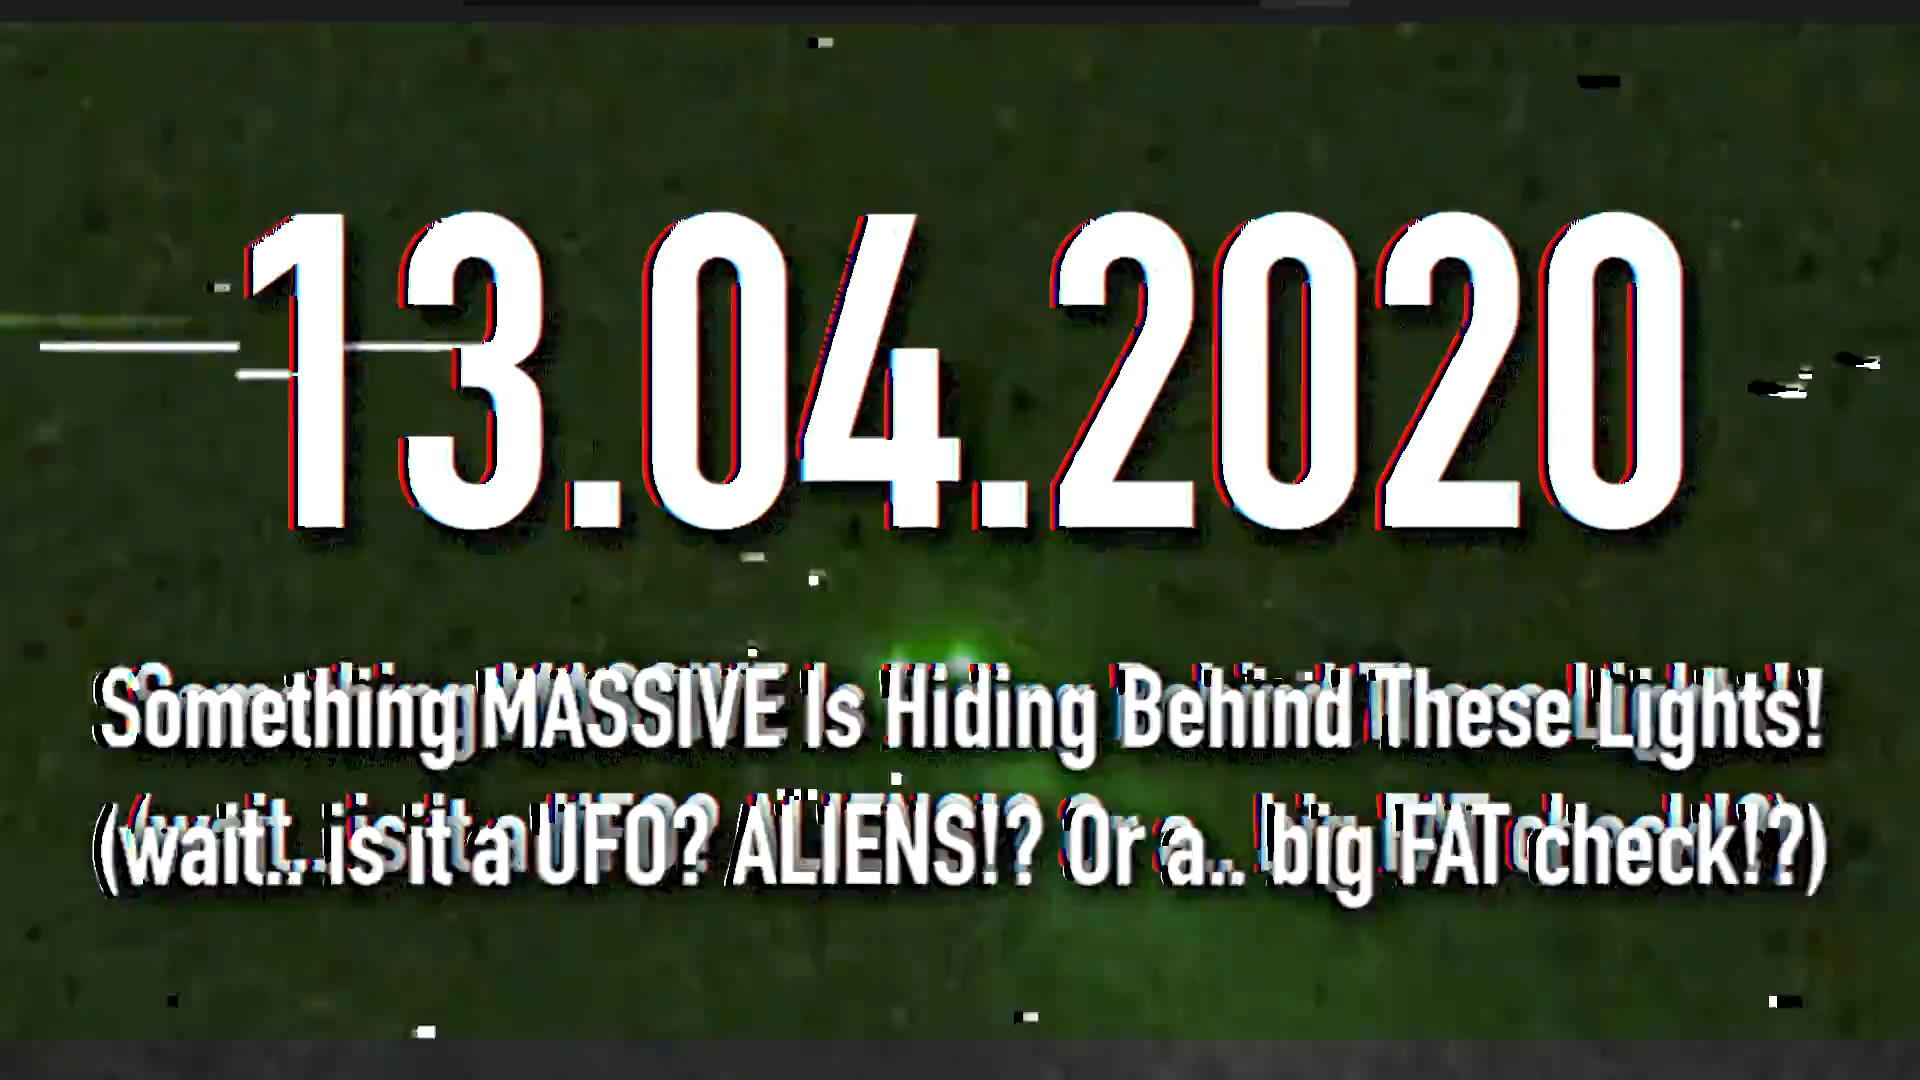 13.04.2020
Something MASSIVE Is Hiding Behind These Lights!
(wait.. is it a UFO? ALIENS!? Or a.. big FAT check!?)